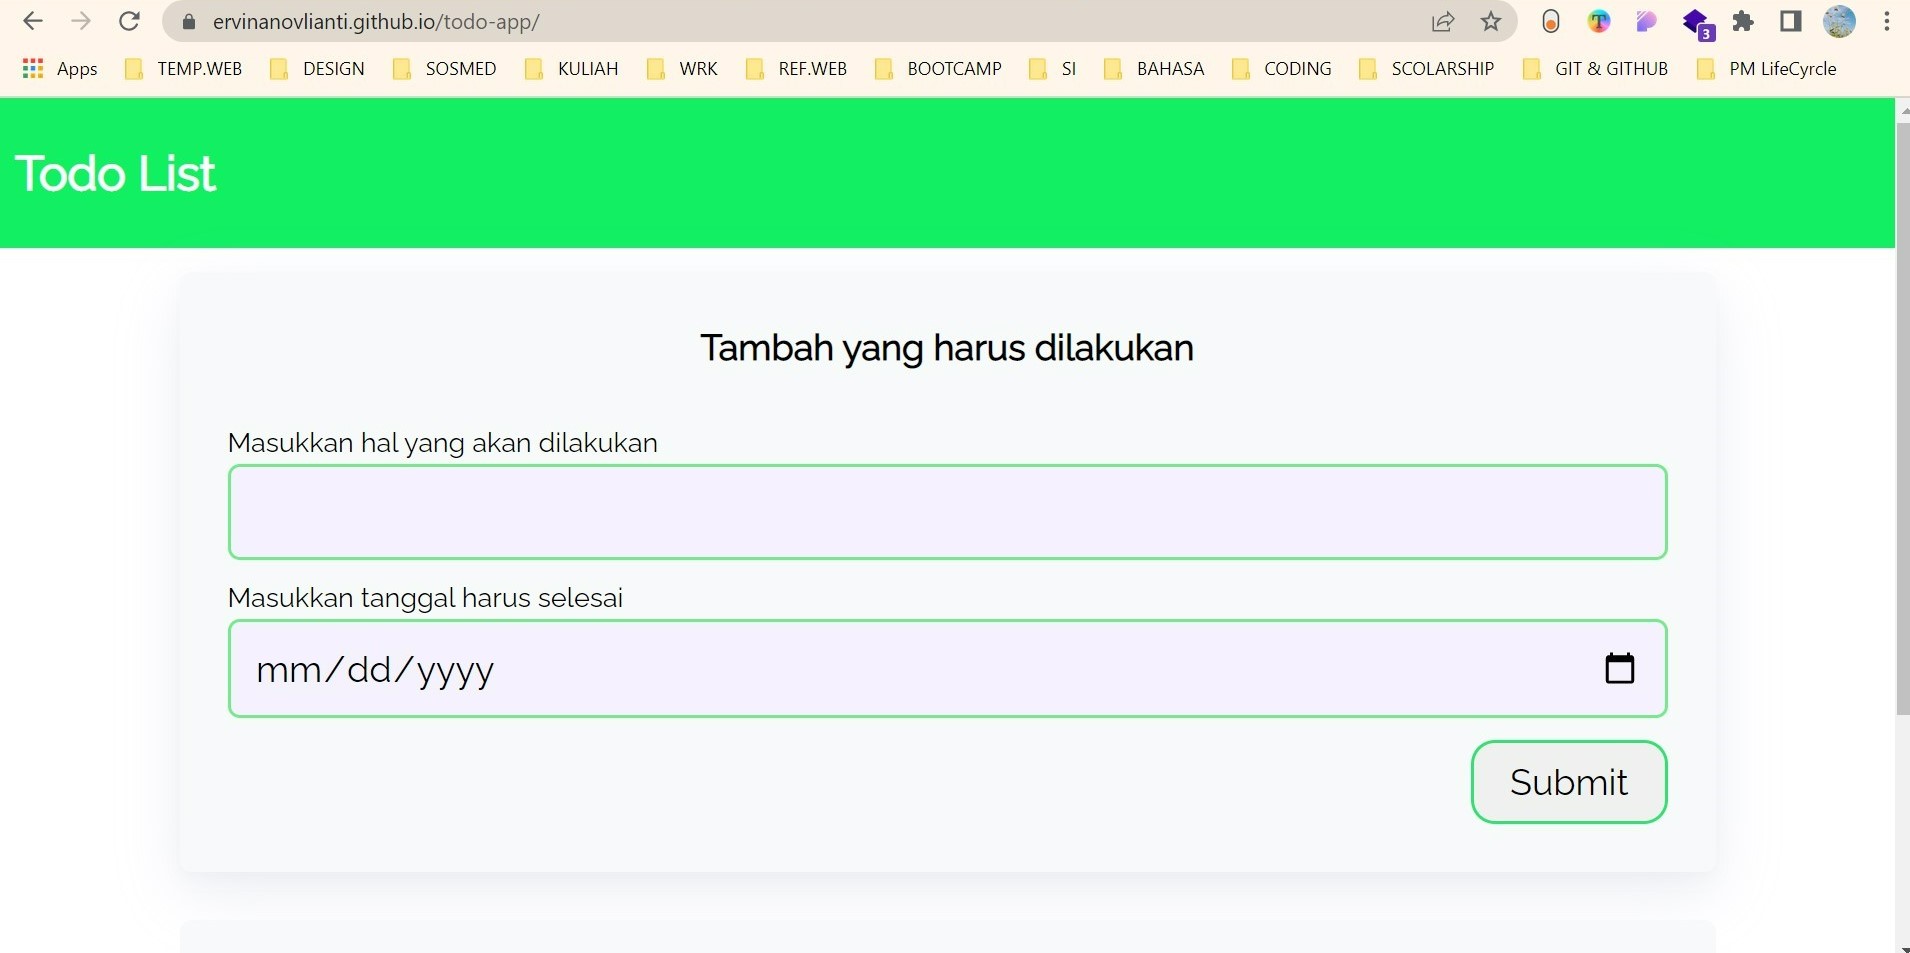 ervinanovlianti.github.io/todo-app/
3
Apps TEMP.WEB DESIGN SOSMED KULIAH WRK REF.WEB BOOTCAMP SI BAHASA CODING SCOLARSHIP GIT & GITHUB PM LifeCyrcle
Todo List
Tambah yang harus dilakukan
Masukkan hal yang akan dilakukan
Masukkan tanggal harus selesai
mm/dd/yyyy
Submit